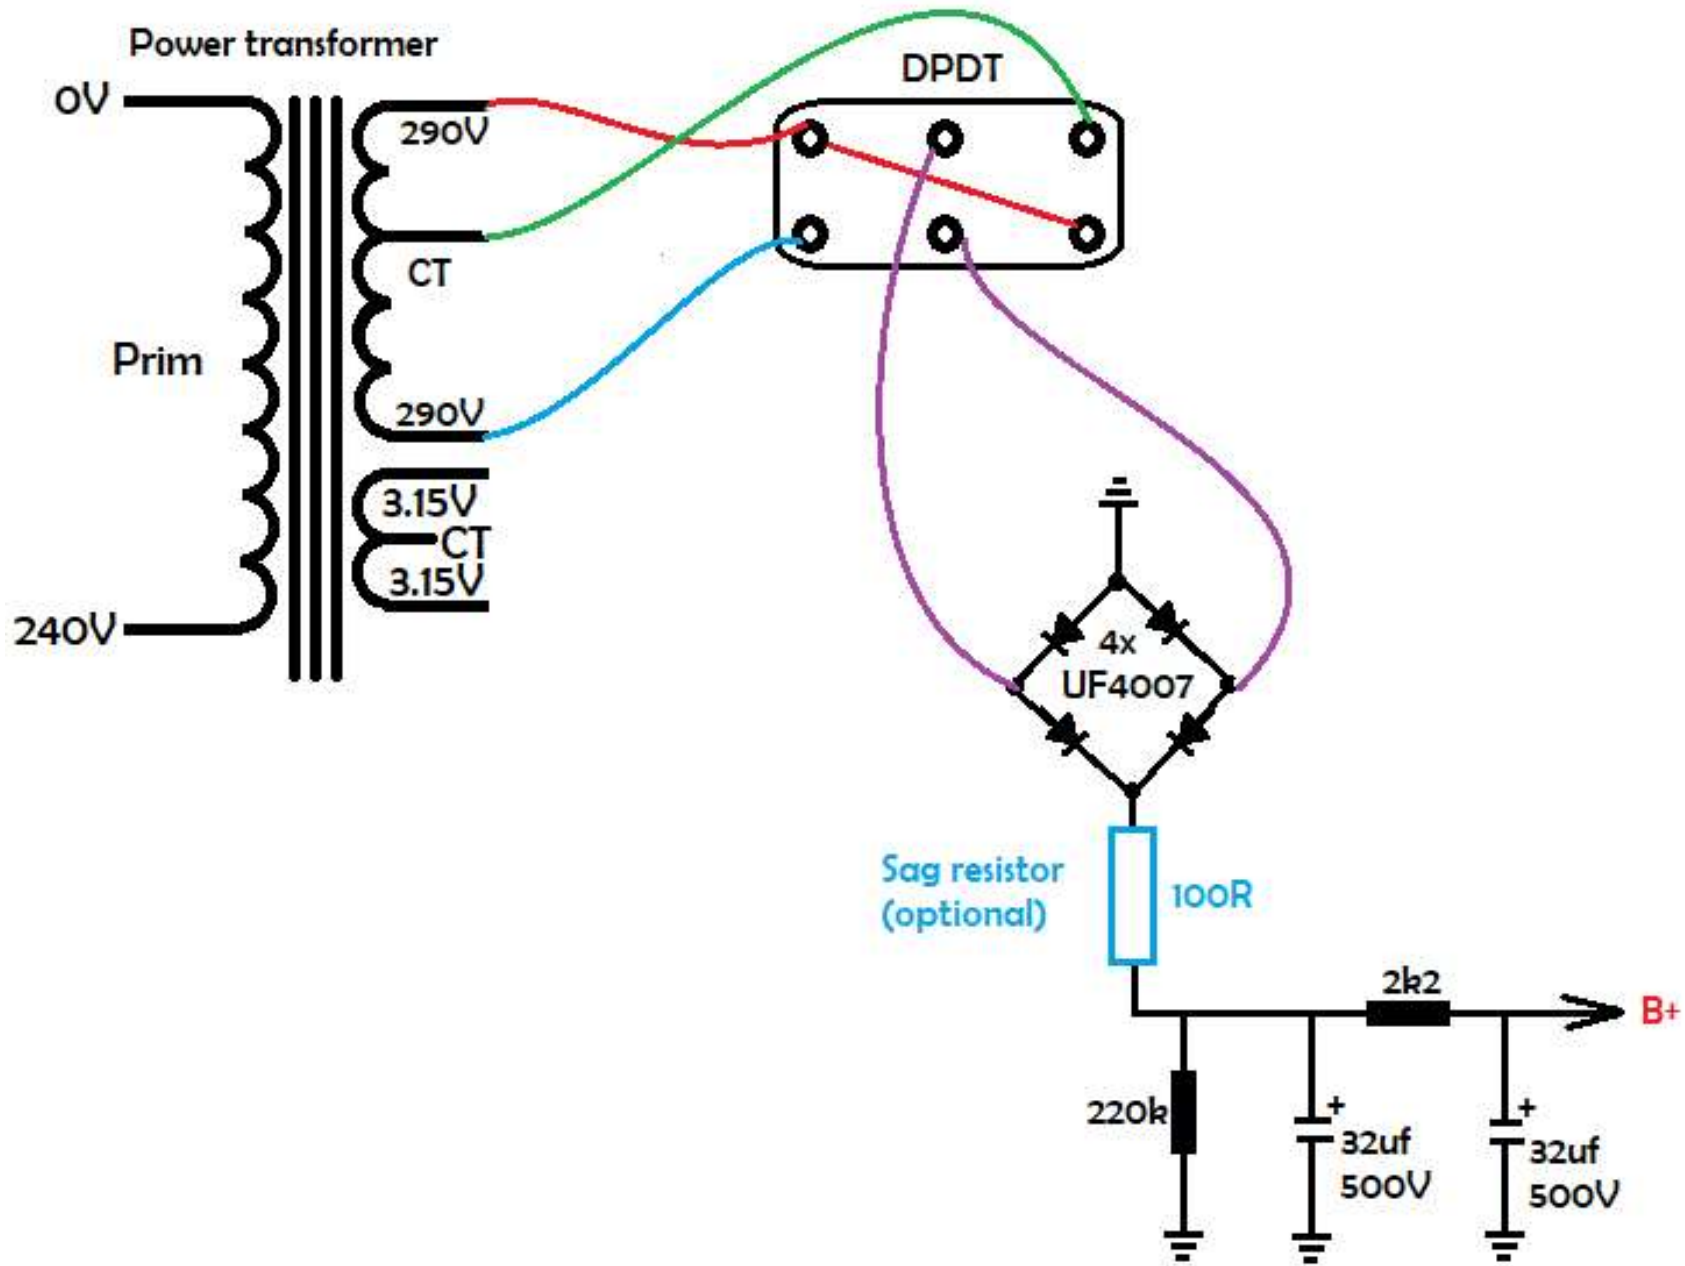 Power transformer
0V
290V
CT
Prim
290V
3.15V
CT
3.15V
240V
DPDT
4x
UF4007
Sag resistor
(optional)
100R
2k2
B+
220k
+
32uf
500V
+
32uf
500V